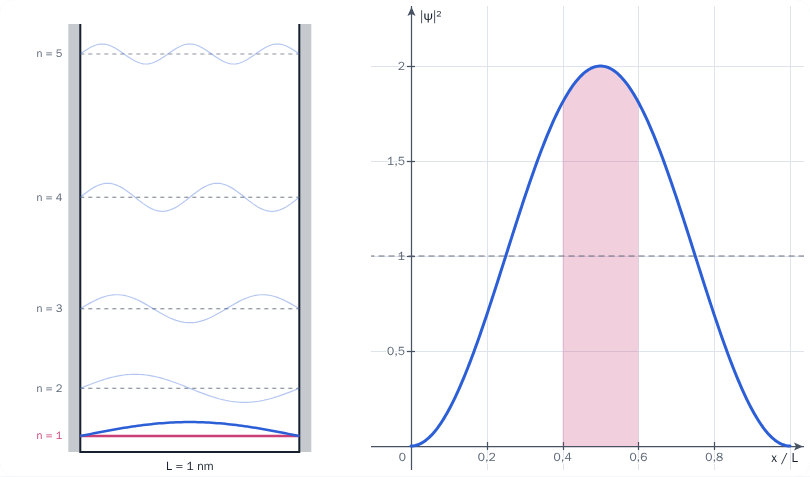 n = 5
n = 4
n = 3
n = 2
n = 1
L = 1 nm
|ψ|²
2
1,5
1
0,5
0
0,2
0,4
0,6
0,8
x / L